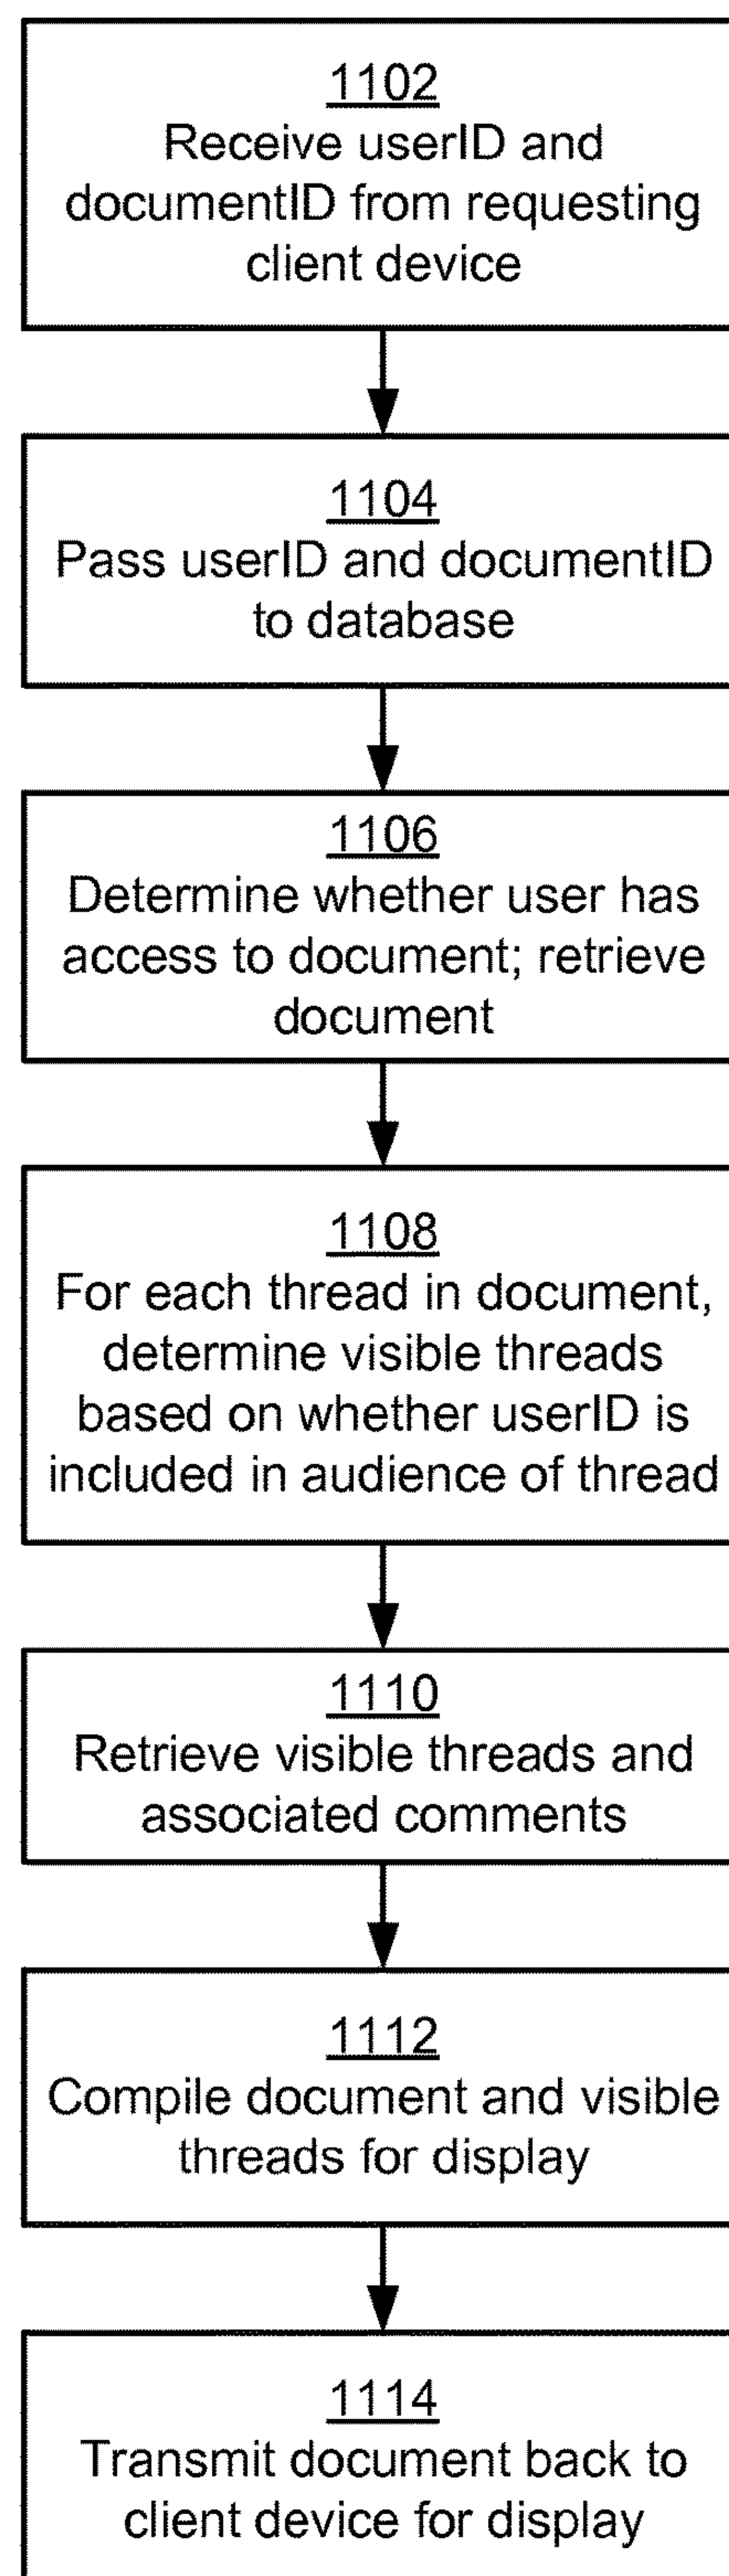 1102
Receive userID and
documentID from requesting
client device
1104
Pass userID and documentID
to database
1106
Determine whether user has
access to document; retrieve
document
1108
For each thread in document,
determine visible threads
based on whether userID is
included in audience of thread
1110
Retrieve visible threads and
associated comments
1112
Compile document and visible
threads for display
1114
Transmit document back to
client device for display